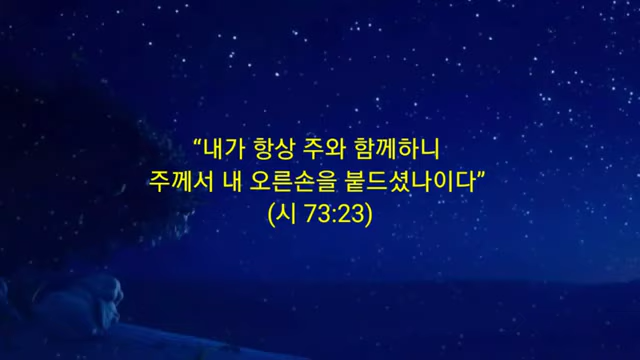 “내가 항상 주와 함께하니
주께서 내 오른손을 붙드셨나이다”
(시 73:23)